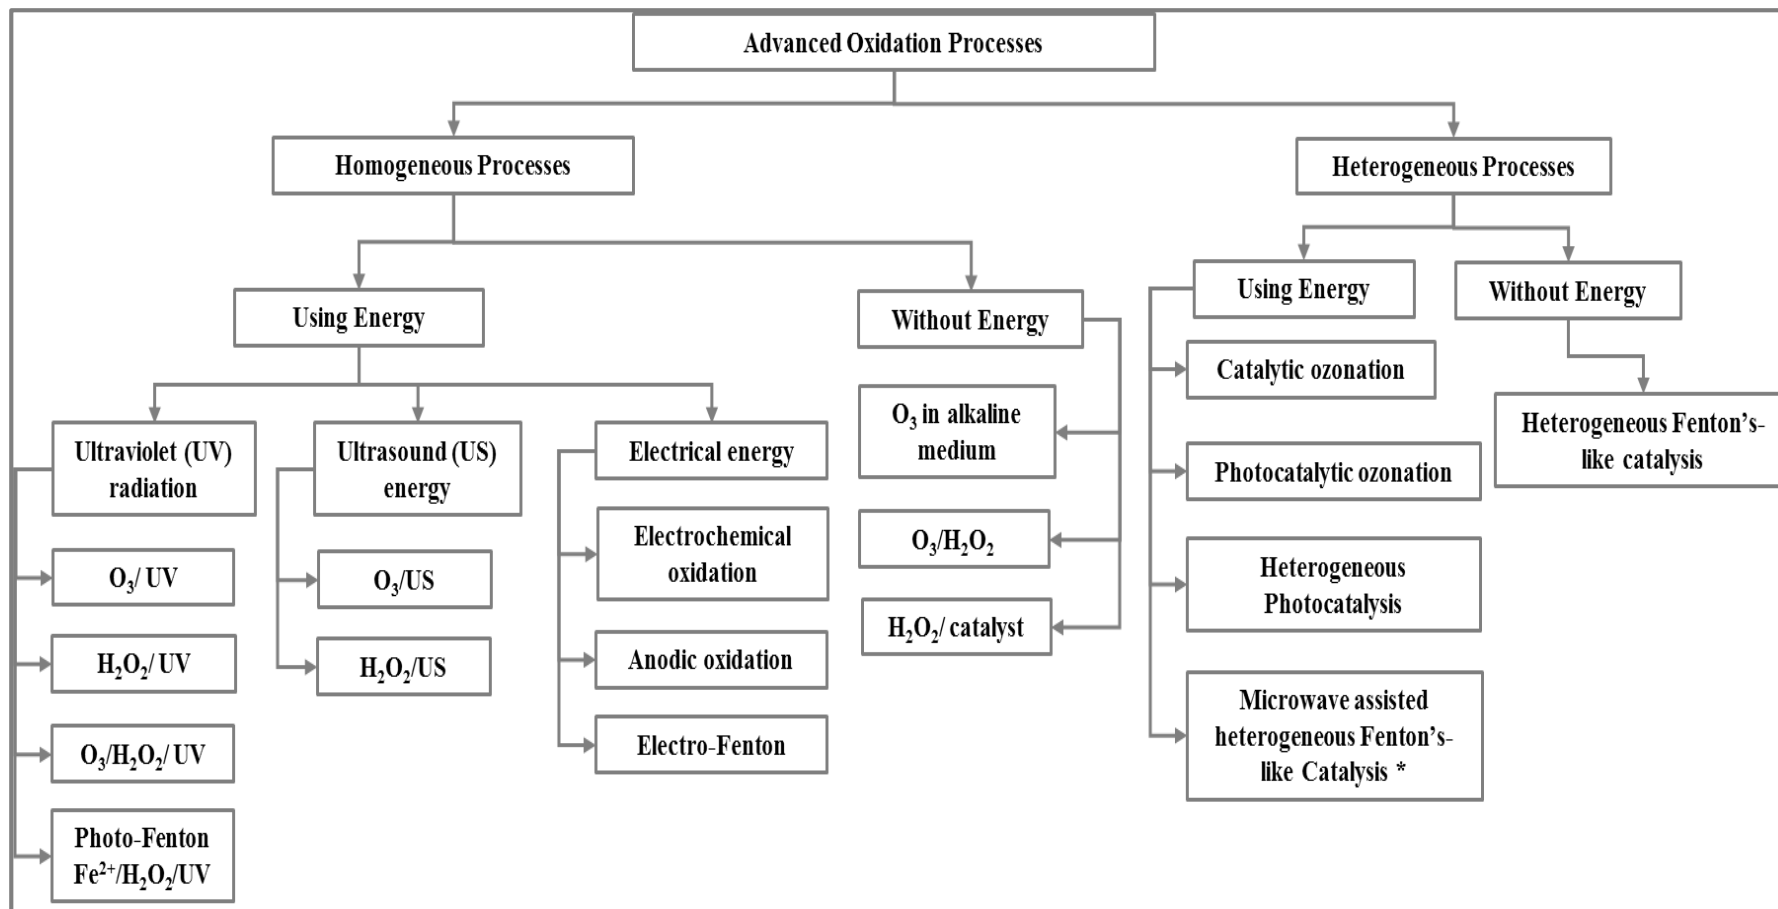 Advanced Oxidation Processes
Homogeneous Processes
Heterogeneous Processes
Using Energy
Without Energy
Using Energy
Without Energy
Ultraviolet (UV)
radiation
O₃/ UV
H₂O₂/ UV
O₃/H₂O₂/ UV
Photo-Fenton
Fe²⁺/H₂O₂/UV
Ultrasound (US)
energy
O₃/US
H₂O₂/US
Electrical energy
Electrochemical
oxidation
Anodic oxidation
Electro-Fenton
O₃ in alkaline
medium
O₃/H₂O₂
H₂O₂/ catalyst
Catalytic ozonation
Photocatalytic ozonation
Heterogeneous
Photocatalysis
Microwave assisted
heterogeneous Fenton’s-
like Catalysis *
Heterogeneous Fenton’s-
like catalysis